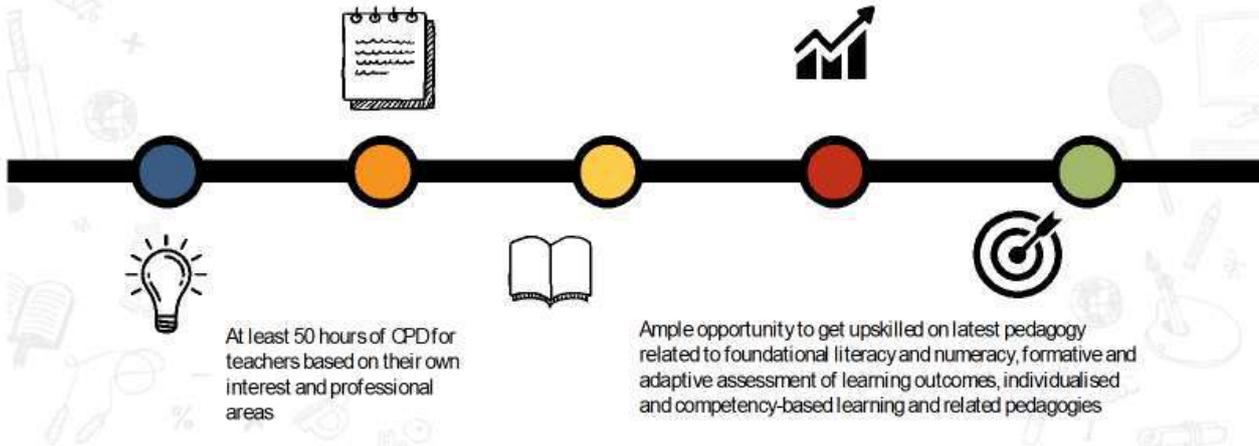 At least 50 hours of CPD for
teachers based on their own
interest and professional
areas
Ample opportunity to get upskilled on latest pedagogy
related to foundational literacy and numeracy, formative and
adaptive assessment of learning outcomes, individualised
and competency-based learning and related pedagogies